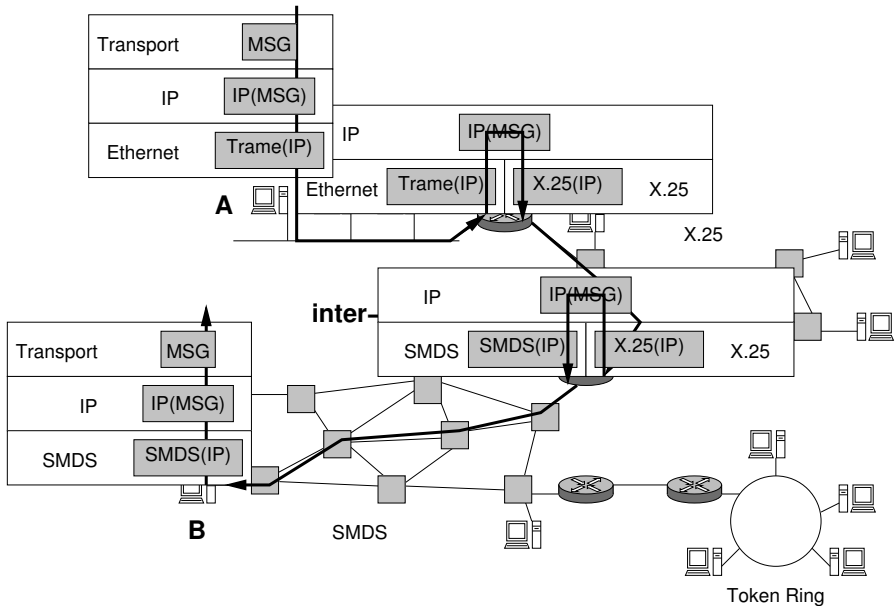 Transport MSG
IP IP(MSG)
Ethernet Trame(IP)
A
IP IP(MSG)
Ethernet Trame(IP) X.25(IP) X.25
X.25
inter-
IP IP(MSG)
SMDS SMDS(IP) X.25(IP) X.25
Transport MSG
IP IP(MSG)
SMDS SMDS(IP)
B
SMDS
Token Ring